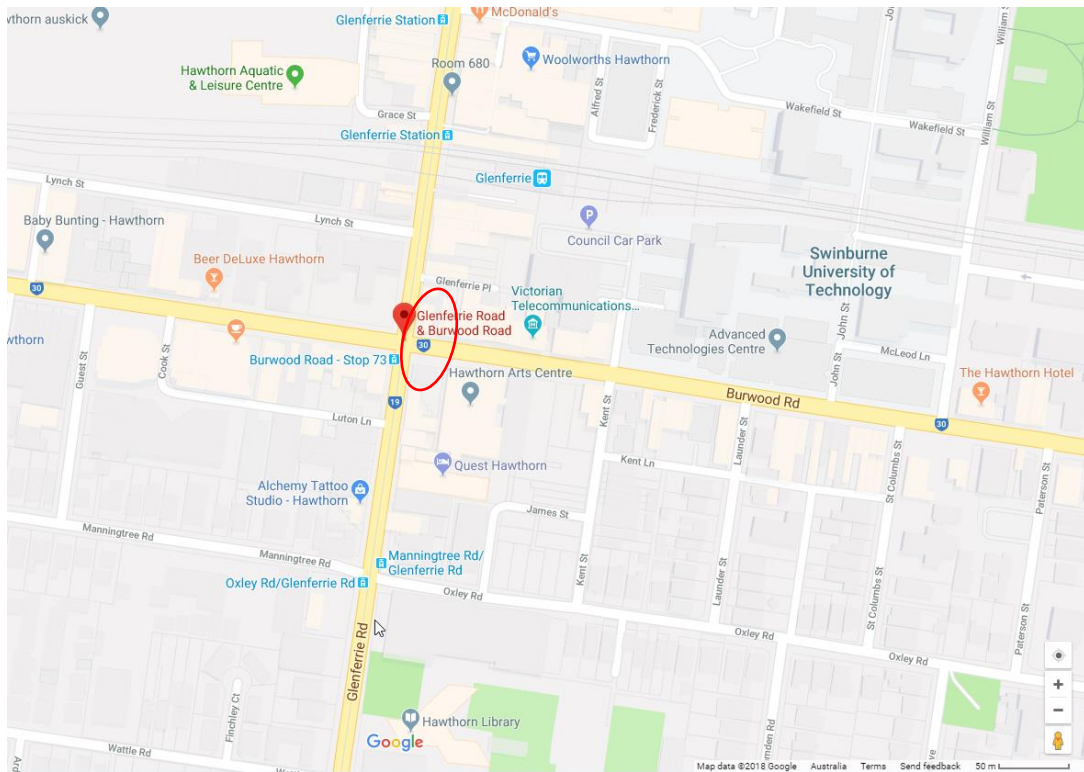 wthorn auskick
Glenferrie Station
McDonald's
Room 680
Woolworths Hawthorn
William St
Hawthorn Aquatic
& Leisure Centre
Alfred St
Frederick St
Wakefield St
Wakefield St
William St
Grace St
Glenferrie Station
Lynch St
Glenferrie
Baby Bunting - Hawthorn
Lynch St
P
Council Car Park
Swinburne
University of
Technology
Beer DeLuxe Hawthorn
Glenferrie Pl
Victorian
Telecommunications...
30
Glenferrie Road
& Burwood Road
30
wthorn
Advanced
Technologies Centre
John St
John St
McLeod Ln
Burwood Road - Stop 73
Guest St
Cook St
Hawthorn Arts Centre
The Hawthorn Hotel
Burwood Rd
19
Luton Ln
Kent St
Launder St
30
Quest Hawthorn
Kent Ln
St Columbs St
Paterson St
Alchemy Tattoo
Studio - Hawthorn
James St
Manningtree Rd
Manningtree Rd
Manningtree Rd/
Glenferrie Rd
Oxley Rd/Glenferrie Rd
Kent St
Oxley Rd
Launder St
St Columbs St
Paterson St
Oxley Rd
Oxley Rd
Glenferrie Rd
Finchley Ct
Hawthorn Library
Google
Wattle Rd
mden Rd
Map data ©2018 Google Australia Terms Send feedback 50 m